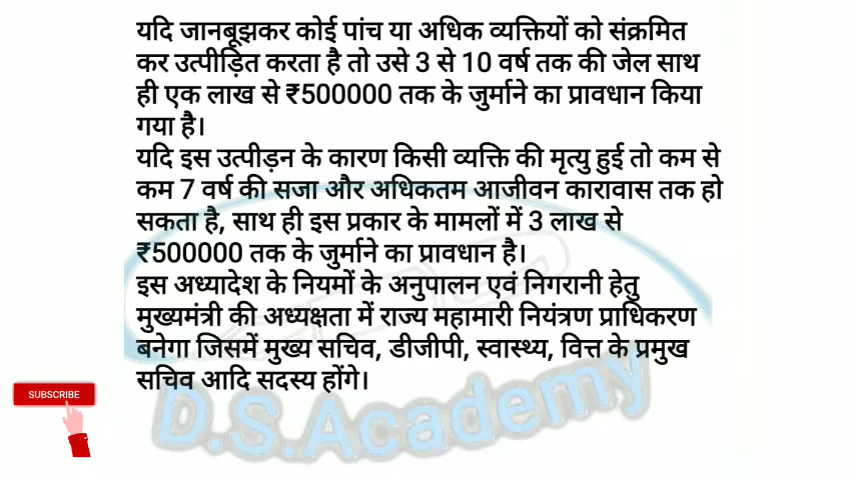 यदि जानबूझकर कोई पांच या अधिक व्यक्तियों को संक्रमित
कर उत्पीड़ित करता है तो उसे 3 से 10 वर्ष तक की जेल साथ
ही एक लाख से ₹500000 तक के जुर्माने का प्रावधान किया
गया है।
यदि इस उत्पीड़न के कारण किसी व्यक्ति की मृत्यु हुई तो कम से
कम 7 वर्ष की सजा और अधिकतम आजीवन कारावास तक हो
सकता है, साथ ही इस प्रकार के मामलों में 3 लाख से
₹500000 तक के जुर्माने का प्रावधान है।
इस अध्यादेश के नियमों के अनुपालन एवं निगरानी हेतु
मुख्यमंत्री की अध्यक्षता में राज्य महामारी नियंत्रण प्राधिकरण
बनेगा जिसमें मुख्य सचिव, डीजीपी, स्वास्थ्य, वित्त के प्रमुख
सचिव आदि सदस्य होंगे।
SUBSCRIBE
D.S.Academy